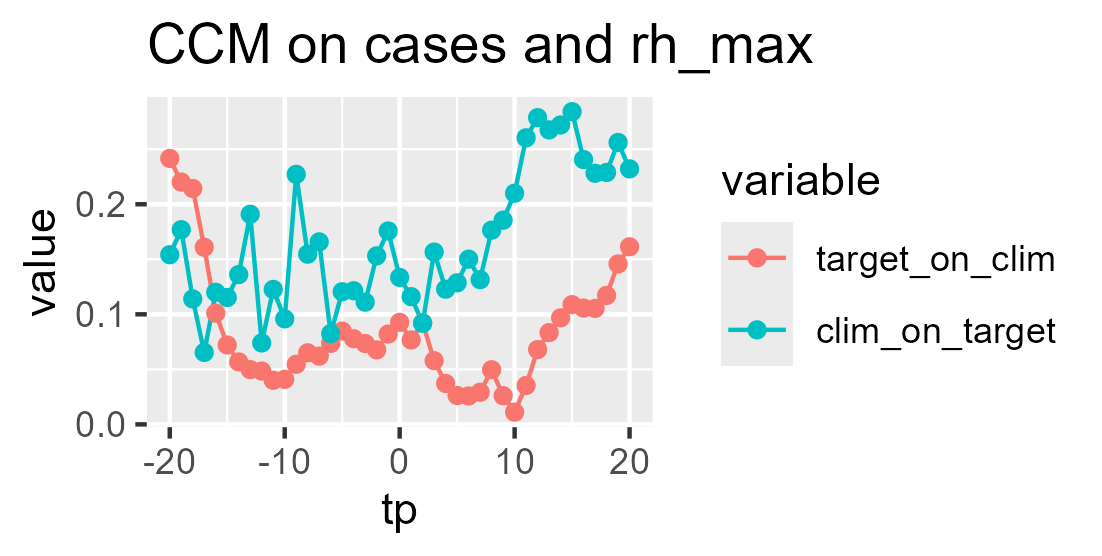 CCM on cases and rh_max
value
0.2
0.1
0.0
-20 -10 0 10 20
tp
variable
target_on_clim
clim_on_target